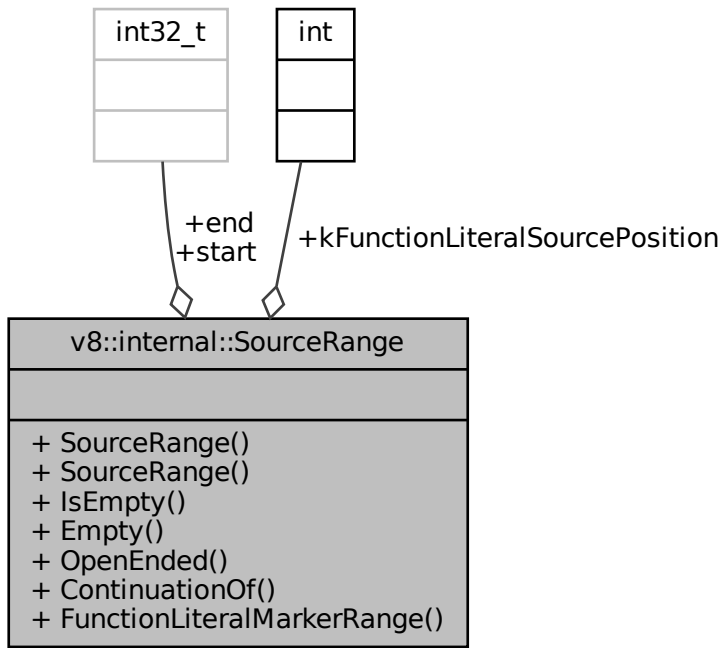 int32_t
int
+end
+start
+kFunctionLiteralSourcePosition
v8::internal::SourceRange
+ SourceRange()
+ SourceRange()
+ IsEmpty()
+ Empty()
+ OpenEnded()
+ ContinuationOf()
+ FunctionLiteralMarkerRange()